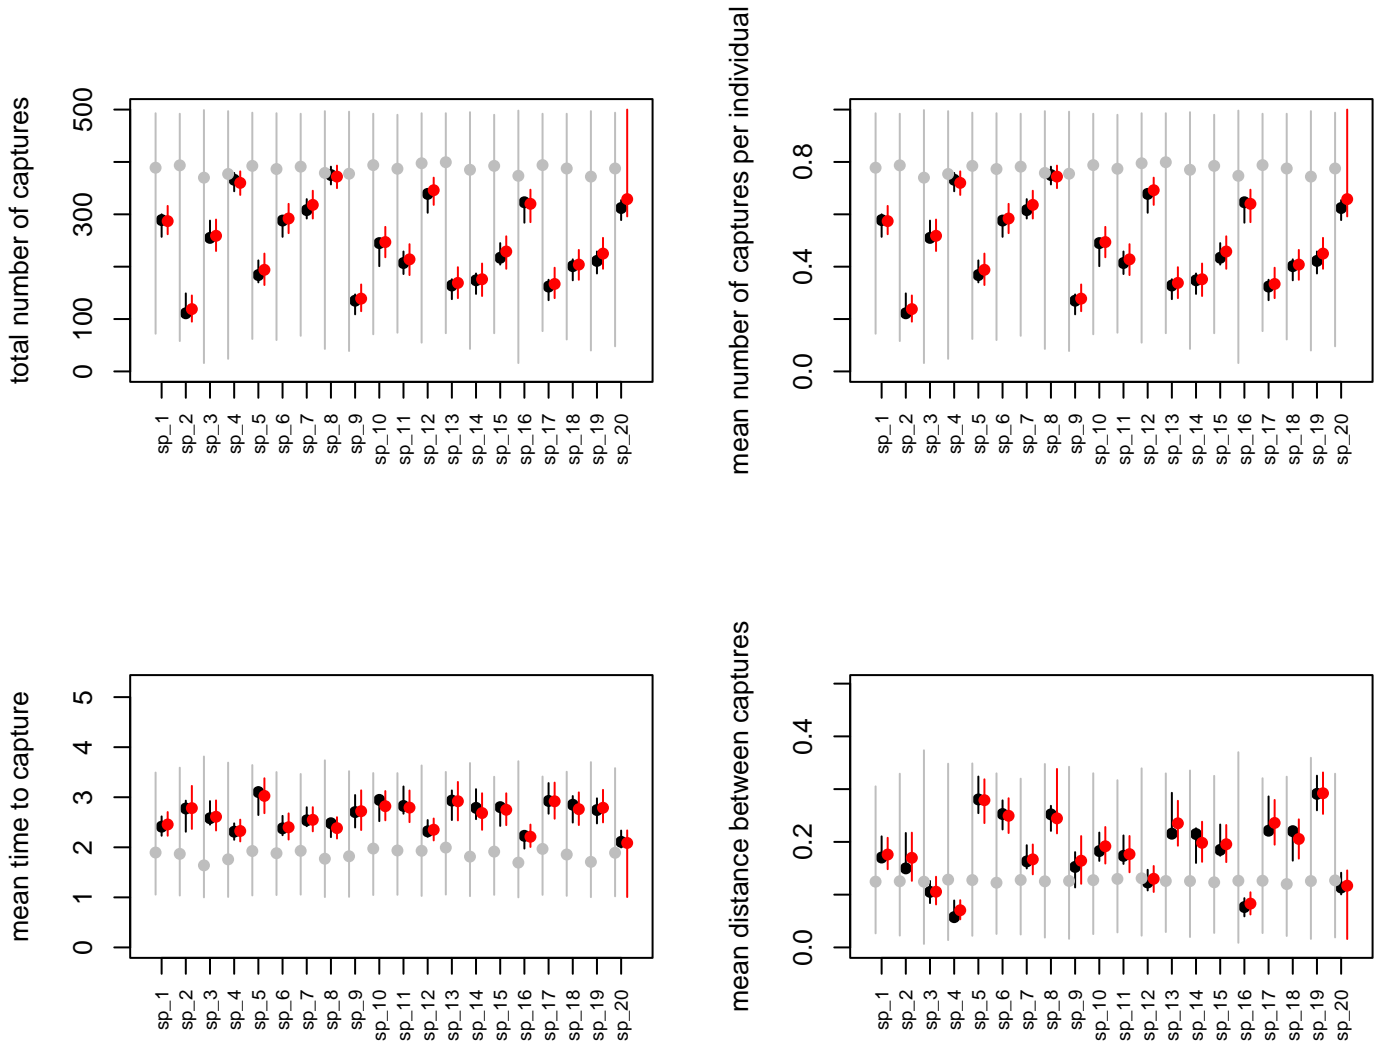 total number of captures
0
100
300
500
sp_1
sp_2
sp_3
sp_4
sp_5
sp_6
sp_7
sp_8
sp_9
sp_10
sp_11
sp_12
sp_13
sp_14
sp_15
sp_16
sp_17
sp_18
sp_19
sp_20
mean number of captures per individual
0.0
0.4
0.8
sp_1
sp_2
sp_3
sp_4
sp_5
sp_6
sp_7
sp_8
sp_9
sp_10
sp_11
sp_12
sp_13
sp_14
sp_15
sp_16
sp_17
sp_18
sp_19
sp_20
mean time to capture
0
1
2
3
4
5
sp_1
sp_2
sp_3
sp_4
sp_5
sp_6
sp_7
sp_8
sp_9
sp_10
sp_11
sp_12
sp_13
sp_14
sp_15
sp_16
sp_17
sp_18
sp_19
sp_20
mean distance between captures
0.0
0.2
0.4
sp_1
sp_2
sp_3
sp_4
sp_5
sp_6
sp_7
sp_8
sp_9
sp_10
sp_11
sp_12
sp_13
sp_14
sp_15
sp_16
sp_17
sp_18
sp_19
sp_20